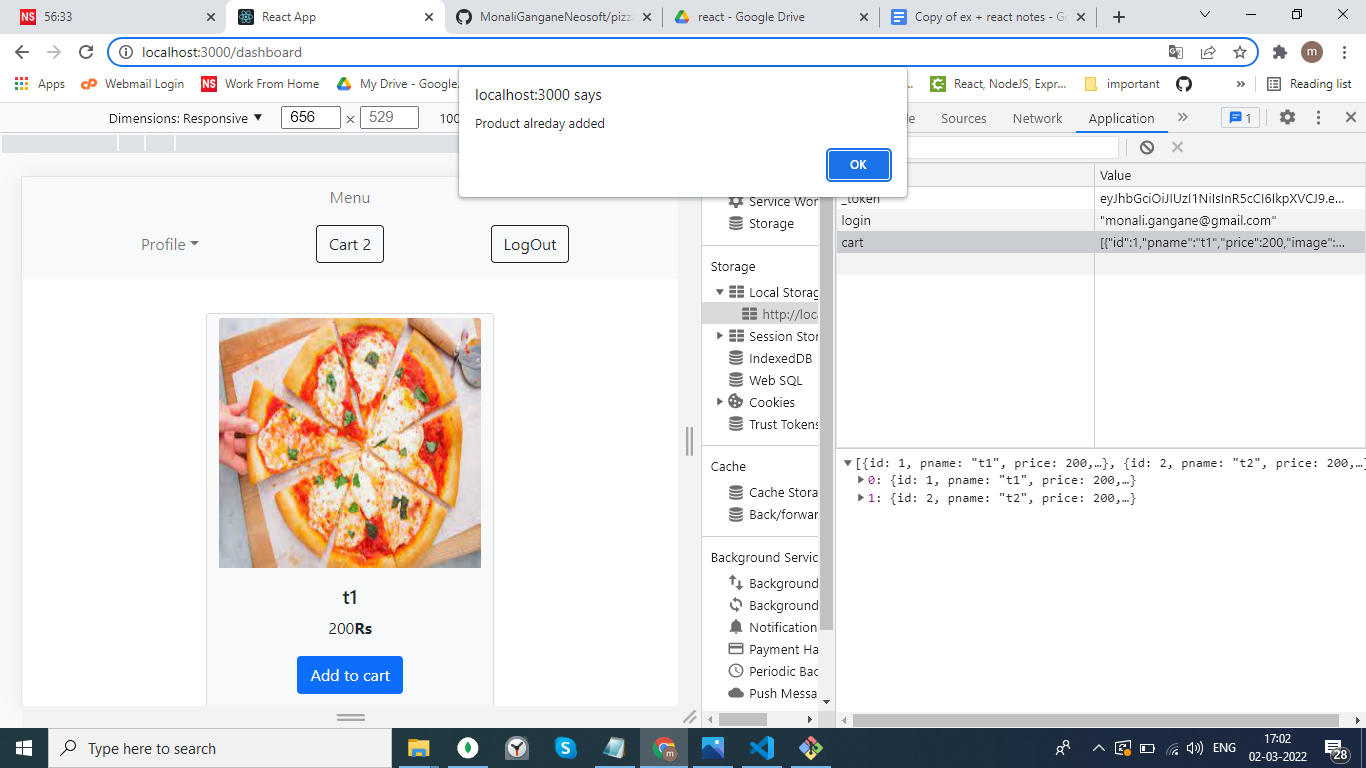 56:33
React App
MonaliGanganeNeosoft/pizz
react - Google Drive
Copy of ex + react notes - Go
localhost:3000/dashboard
m
Apps
Webmail Login
NS
Work From Home
My Drive - Google
React, NodeJS, Expr...
important
»
Reading list
localhost:3000 says
Product alreday added
OK
Dimensions: Responsive
656
×
529
100
Sources
Network
Application
»
1
Value
_token
eyJhbGciOiJIUzI1NiIsInR5cCI6IkpXVCJ9.e...
login
"monali.gangane@gmail.com"
cart
[{"id":1,"pname":"t1","price":200,"image":...
Menu
Profile
Cart 2
LogOut
t1
200Rs
Add to cart
Service Wor
Storage
Storage
Local Storag
http://loca
Session Stor
IndexedDB
Web SQL
Cookies
Trust Tokens
Cache
Cache Stora
Back/forwar
Background Servic
Background
Background
Notification
Payment Ha
Periodic Bac
Push Messa
[{id: 1, pname: "t1", price: 200,…}, {id: 2, pname: "t2", price: 200,…}
0: {id: 1, pname: "t1", price: 200,…}
1: {id: 2, pname: "t2", price: 200,…}
Type here to search
ENG
17:02
02-03-2022
28